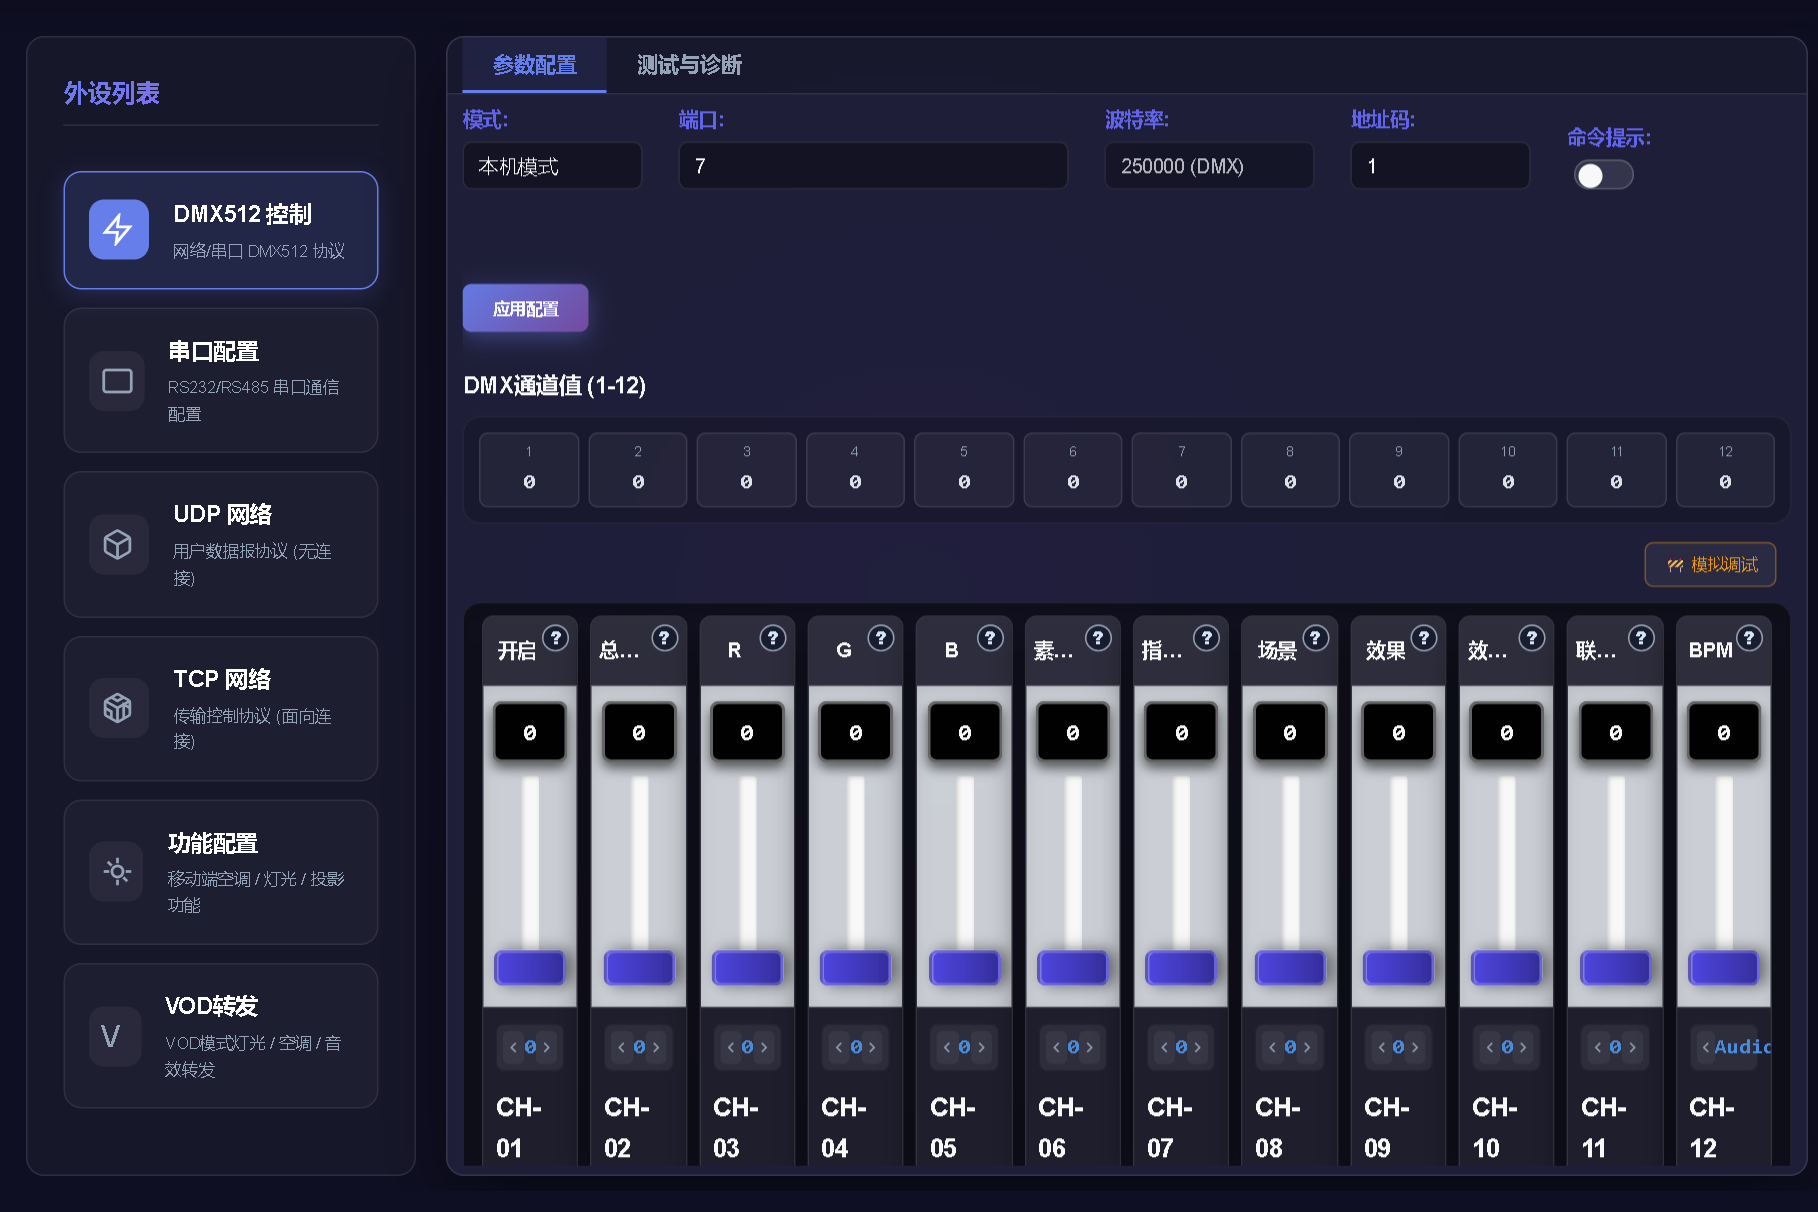 外设列表
DMX512 控制
网络/串口 DMX512 协议
串口配置
RS232/RS485 串口通信
配置
UDP 网络
用户数据报协议 (无连
接)
TCP 网络
传输控制协议 (面向连
接)
功能配置
移动端空调 / 灯光 / 投影
功能
V
VOD转发
VOD模式灯光 / 空调 / 音
效转发
参数配置 测试与诊断
模式: 端口: 波特率: 地址码: 命令提示:
本机模式 7 250000 (DMX) 1
应用配置
DMX通道值 (1-12)
1 2 3 4 5 6 7 8 9 10 11 12
0 0 0 0 0 0 0 0 0 0 0 0
模拟调试
开启 ? 总... ? R ? G ? B ? 素... ? 指... ? 场景 ? 效果 ? 效... ? 联... ? BPM ?
0 0 0 0 0 0 0 0 0 0 0 0
‹ 0 › ‹ 0 › ‹ 0 › ‹ 0 › ‹ 0 › ‹ 0 › ‹ 0 › ‹ 0 › ‹ 0 › ‹ 0 › ‹ 0 › ‹ Audic
CH- CH- CH- CH- CH- CH- CH- CH- CH- CH- CH- CH-
01 02 03 04 05 06 07 08 09 10 11 12